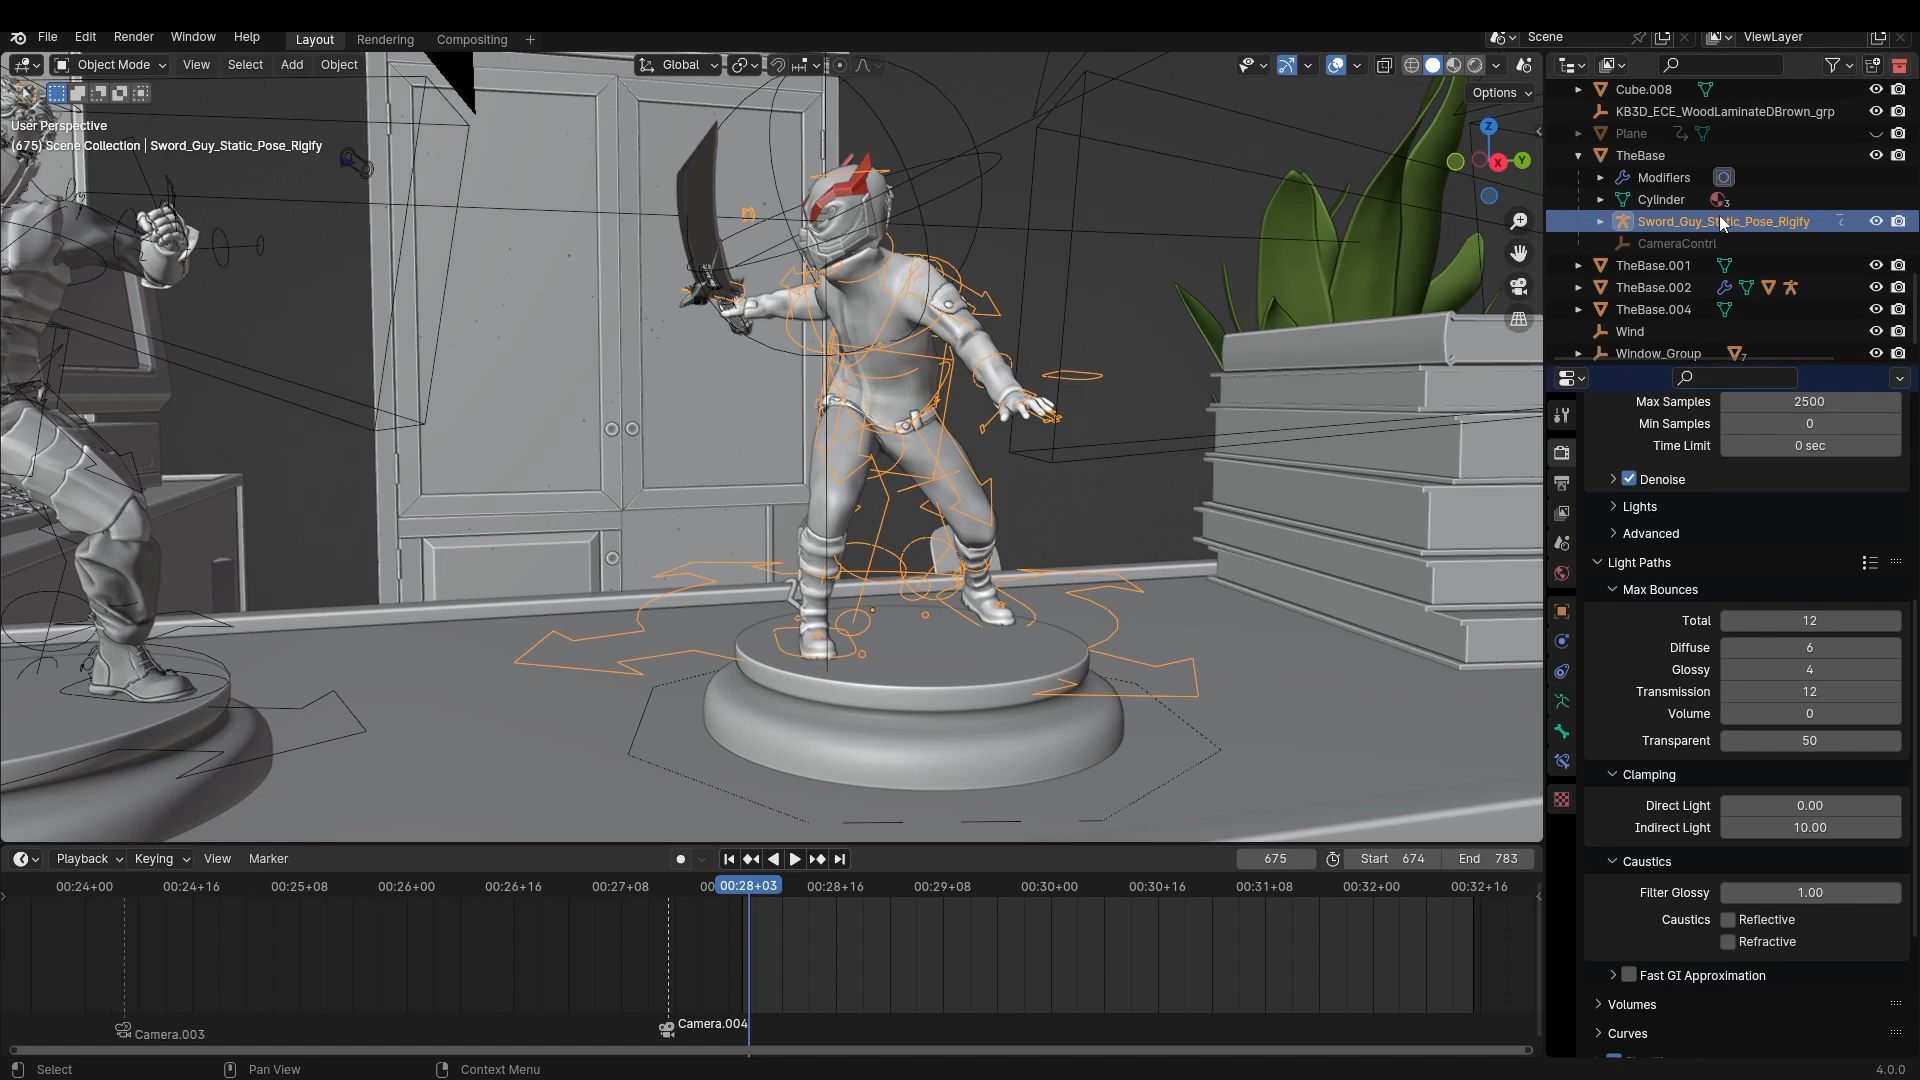 File Edit Render Window Help Layout Rendering Compositing + Scene ViewLayer
Object Mode View Select Add Object Global
Options
User Perspective
(675) Scene Collection | Sword_Guy_Static_Pose_Rigify
Z
X
Y
Cube.008
KB3D_ECE_WoodLaminateDBrown_grp
Plane
TheBase
Modifiers
Cylinder 3
Sword_Guy_Static_Pose_Rigify
CameraContrl
TheBase.001
TheBase.002
TheBase.004
Wind
Window_Group 7
Max Samples 2500
Min Samples 0
Time Limit 0 sec
Denoise
Lights
Advanced
Light Paths
Max Bounces
Total 12
Diffuse 6
Glossy 4
Transmission 12
Volume 0
Transparent 50
Clamping
Direct Light 0.00
Indirect Light 10.00
Caustics
Filter Glossy 1.00
Caustics Reflective
Refractive
Fast GI Approximation
Volumes
Curves
Playback Keying View Marker 675 Start 674 End 783
00:24+00 00:24+16 00:25+08 00:26+00 00:26+16 00:27+08 00 00:28+03 00:28+16 00:29+08 00:30+00 00:30+16 00:31+08 00:32+00 00:32+16
Camera.003 Camera.004
Select Pan View Context Menu 4.0.0